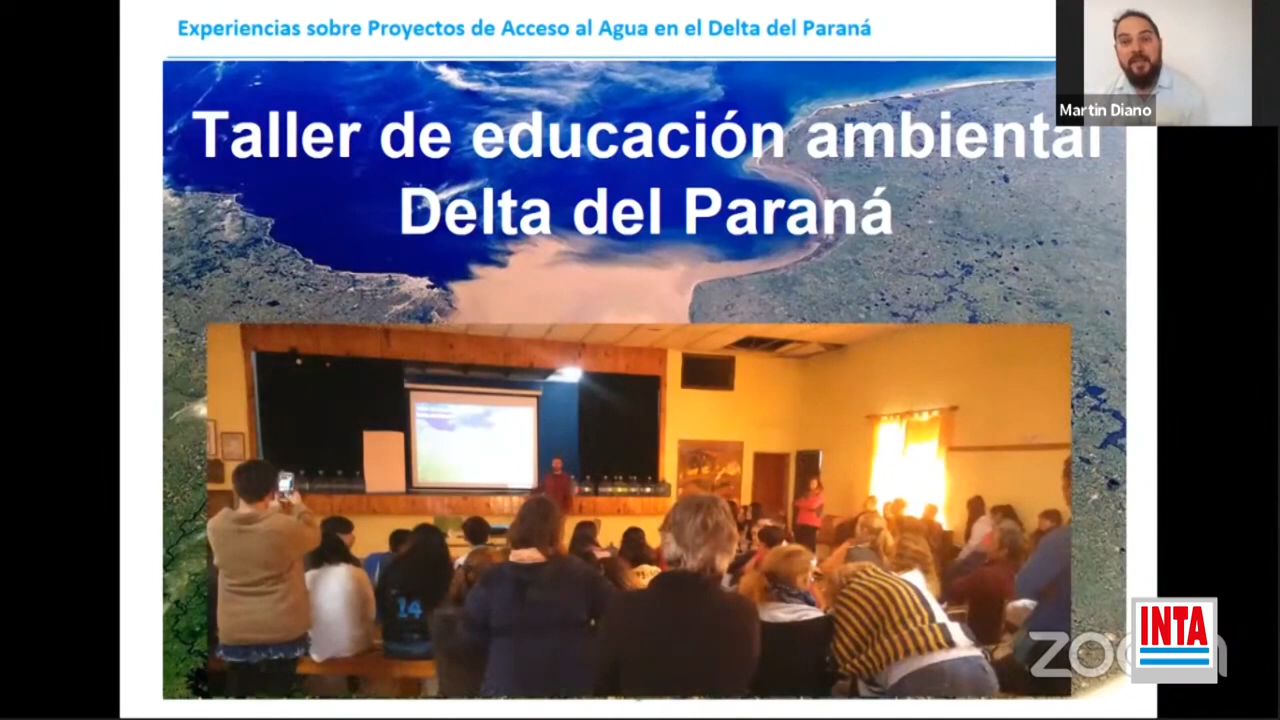 Experiencias sobre Proyectos de Acceso al Agua en el Delta del Paraná
Martin Diano
Taller de educación ambiental
Delta del Paraná
14
INTA
zoom